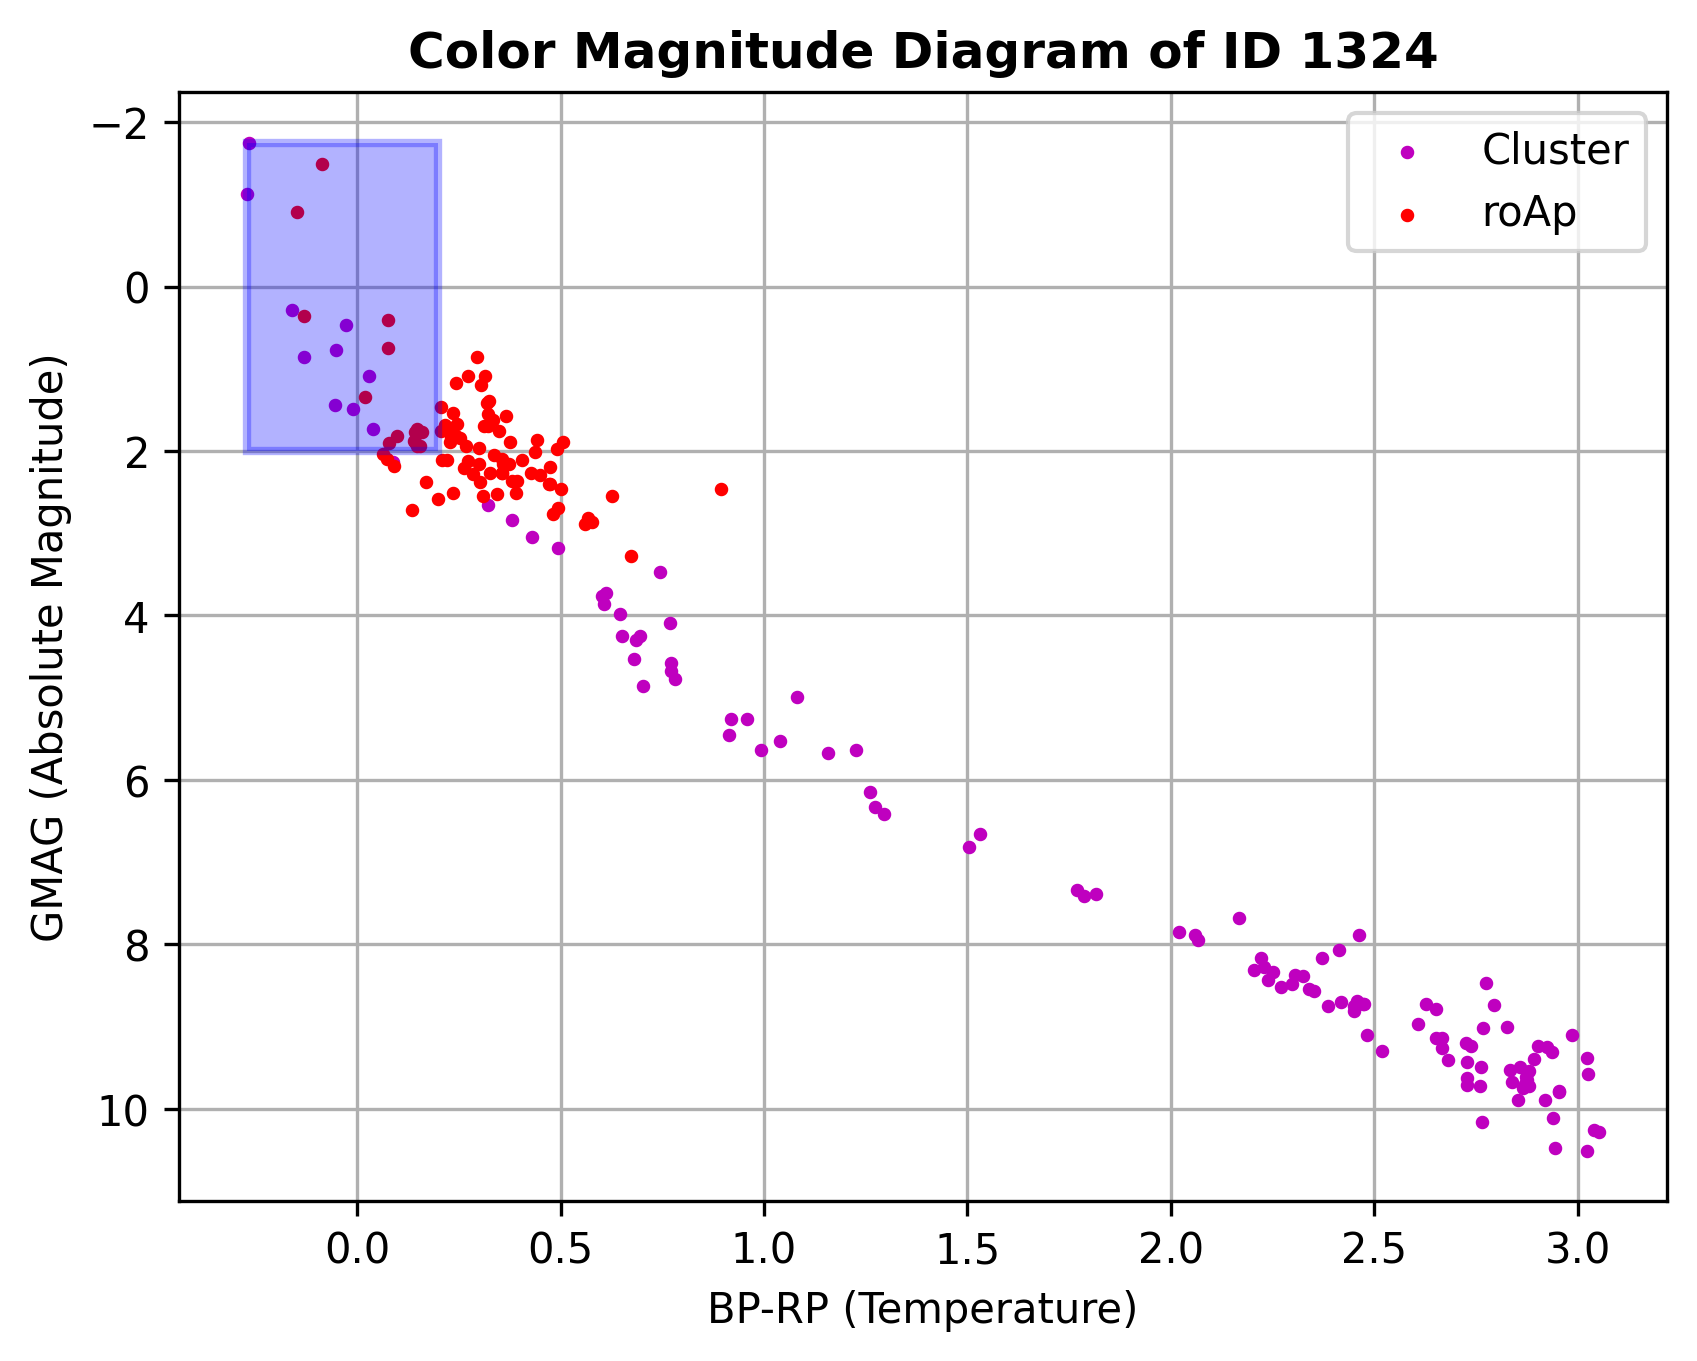 Color Magnitude Diagram of ID 1324
Cluster
roAp
−2
0
2
4
6
8
10
GMAG (Absolute Magnitude)
0.0 0.5 1.0 1.5 2.0 2.5 3.0
BP-RP (Temperature)